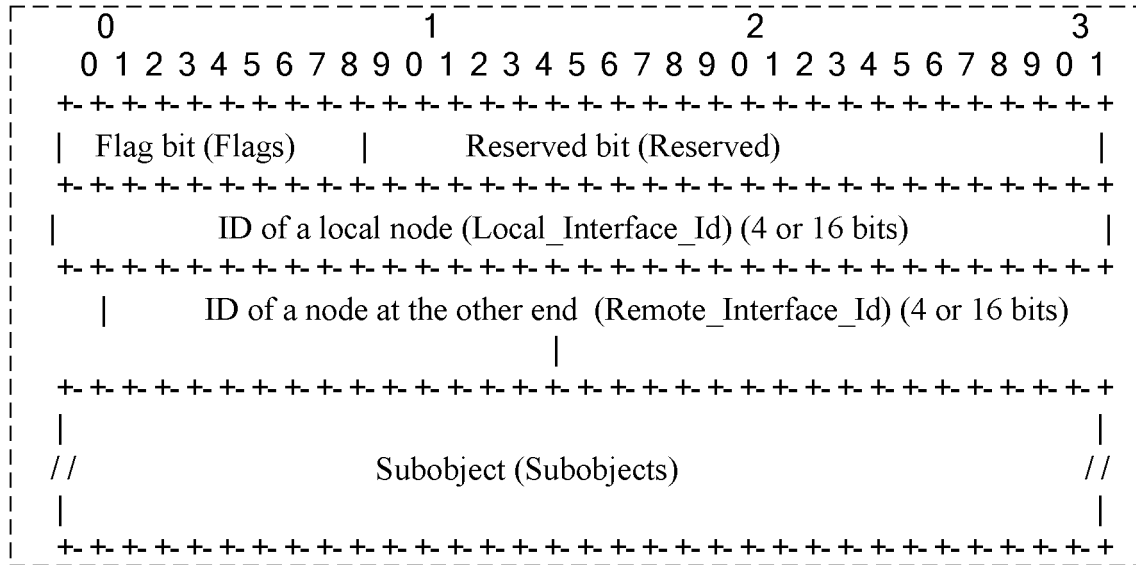 0 1 2 3
0 1 2 3 4 5 6 7 8 9 0 1 2 3 4 5 6 7 8 9 0 1 2 3 4 5 6 7 8 9 0 1
+-+-+-+-+-+-+-+-+-+-+-+-+-+-+-+-+-+-+-+-+-+-+-+-+-+-+-+-+-+-+-+-+
| Flag bit (Flags) | Reserved bit (Reserved) |
+-+-+-+-+-+-+-+-+-+-+-+-+-+-+-+-+-+-+-+-+-+-+-+-+-+-+-+-+-+-+-+-+
| ID of a local node (Local_Interface_Id) (4 or 16 bits) |
+-+-+-+-+-+-+-+-+-+-+-+-+-+-+-+-+-+-+-+-+-+-+-+-+-+-+-+-+-+-+-+-+
| ID of a node at the other end (Remote_Interface_Id) (4 or 16 bits)
|
+-+-+-+-+-+-+-+-+-+-+-+-+-+-+-+-+-+-+-+-+-+-+-+-+-+-+-+-+-+-+-+-+
| |
// Subobject (Subobjects) //
| |
+-+-+-+-+-+-+-+-+-+-+-+-+-+-+-+-+-+-+-+-+-+-+-+-+-+-+-+-+-+-+-+-+